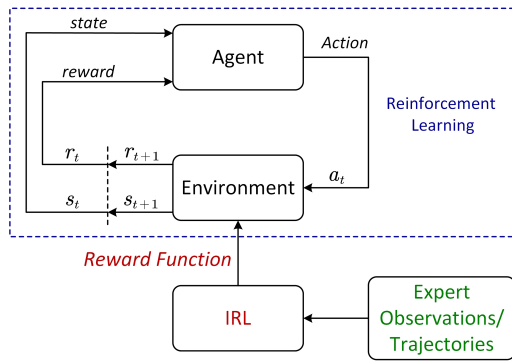 state
Agent
Action
reward
Reinforcement
Learning
r_t
r_{t+1}
Environment
a_t
s_t
s_{t+1}
Reward Function
IRL
Expert
Observations/
Trajectories